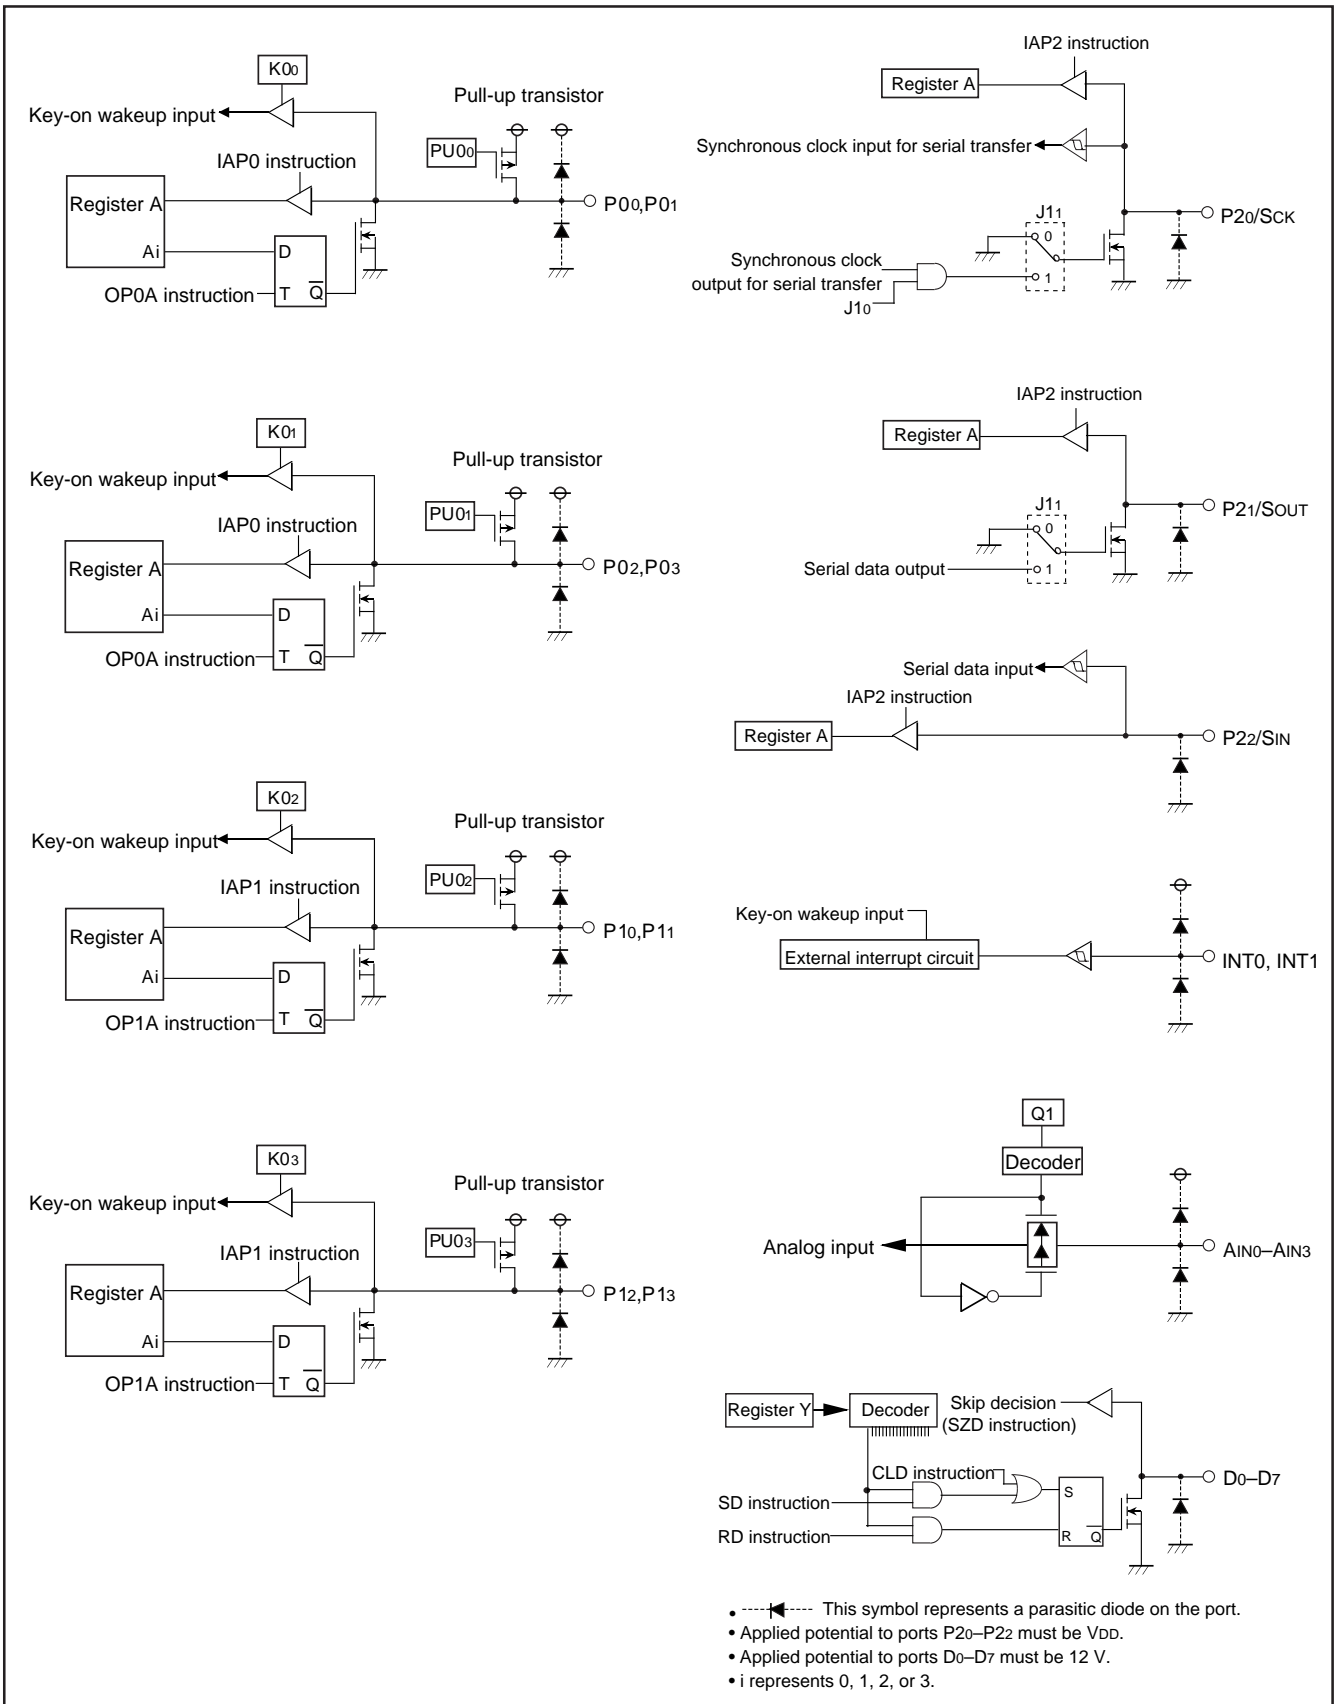 K00
Key-on wakeup input
Pull-up transistor
PU00
IAP0 instruction
Register A
P00,P01
Ai
D
OP0A instruction
T Q
K01
Key-on wakeup input
Pull-up transistor
PU01
IAP0 instruction
Register A
P02,P03
Ai
D
OP0A instruction
T Q
K02
Key-on wakeup input
Pull-up transistor
PU02
IAP1 instruction
Register A
P10,P11
Ai
D
OP1A instruction
T Q
K03
Key-on wakeup input
Pull-up transistor
PU03
IAP1 instruction
Register A
P12,P13
Ai
D
OP1A instruction
T Q
IAP2 instruction
Register A
Synchronous clock input for serial transfer
J11
P20/SCK
0
Synchronous clock
output for serial transfer
1
J10
IAP2 instruction
Register A
J11
P21/SOUT
0
Serial data output
1
Serial data input
IAP2 instruction
Register A
P22/SIN
Key-on wakeup input
External interrupt circuit
INT0, INT1
Q1
Decoder
Analog input
AIN0–AIN3
Register Y
Decoder
Skip decision
(SZD instruction)
CLD instruction
D0–D7
S
SD instruction
RD instruction
R Q
• This symbol represents a parasitic diode on the port.
• Applied potential to ports P20–P22 must be VDD.
• Applied potential to ports D0–D7 must be 12 V.
• i represents 0, 1, 2, or 3.